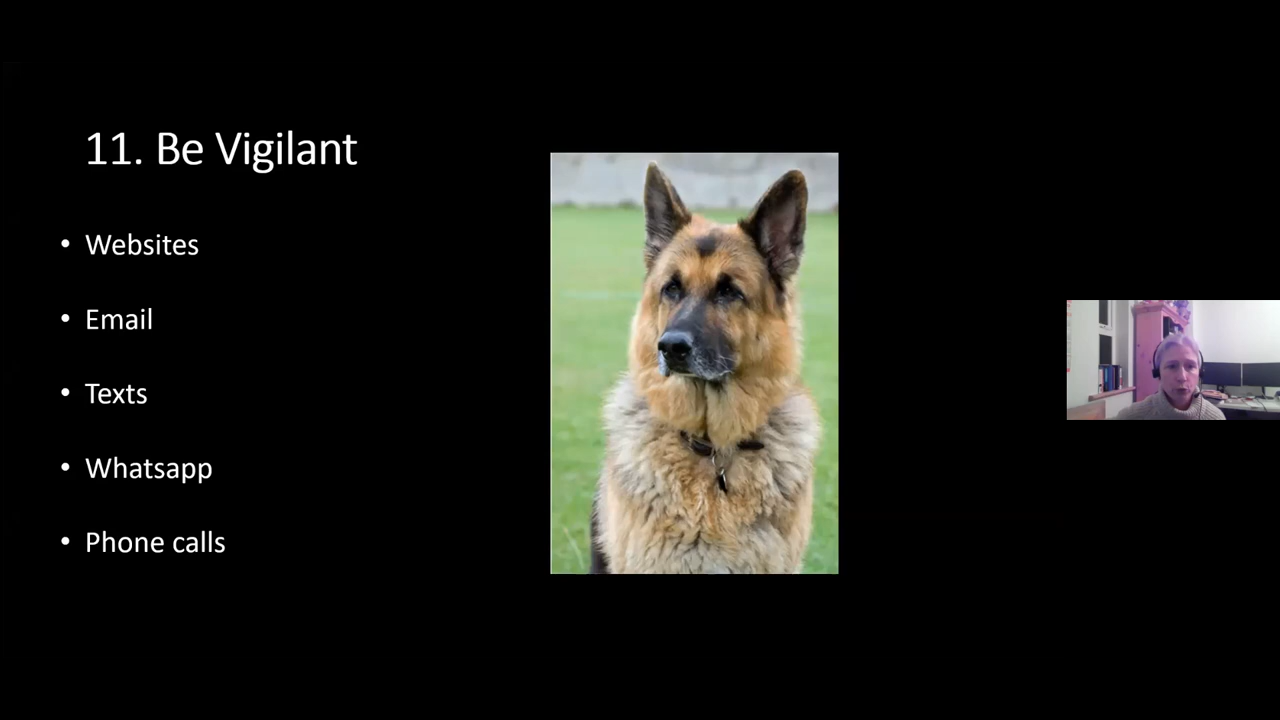 11. Be Vigilant
• Websites
• Email
• Texts
• Whatsapp
• Phone calls